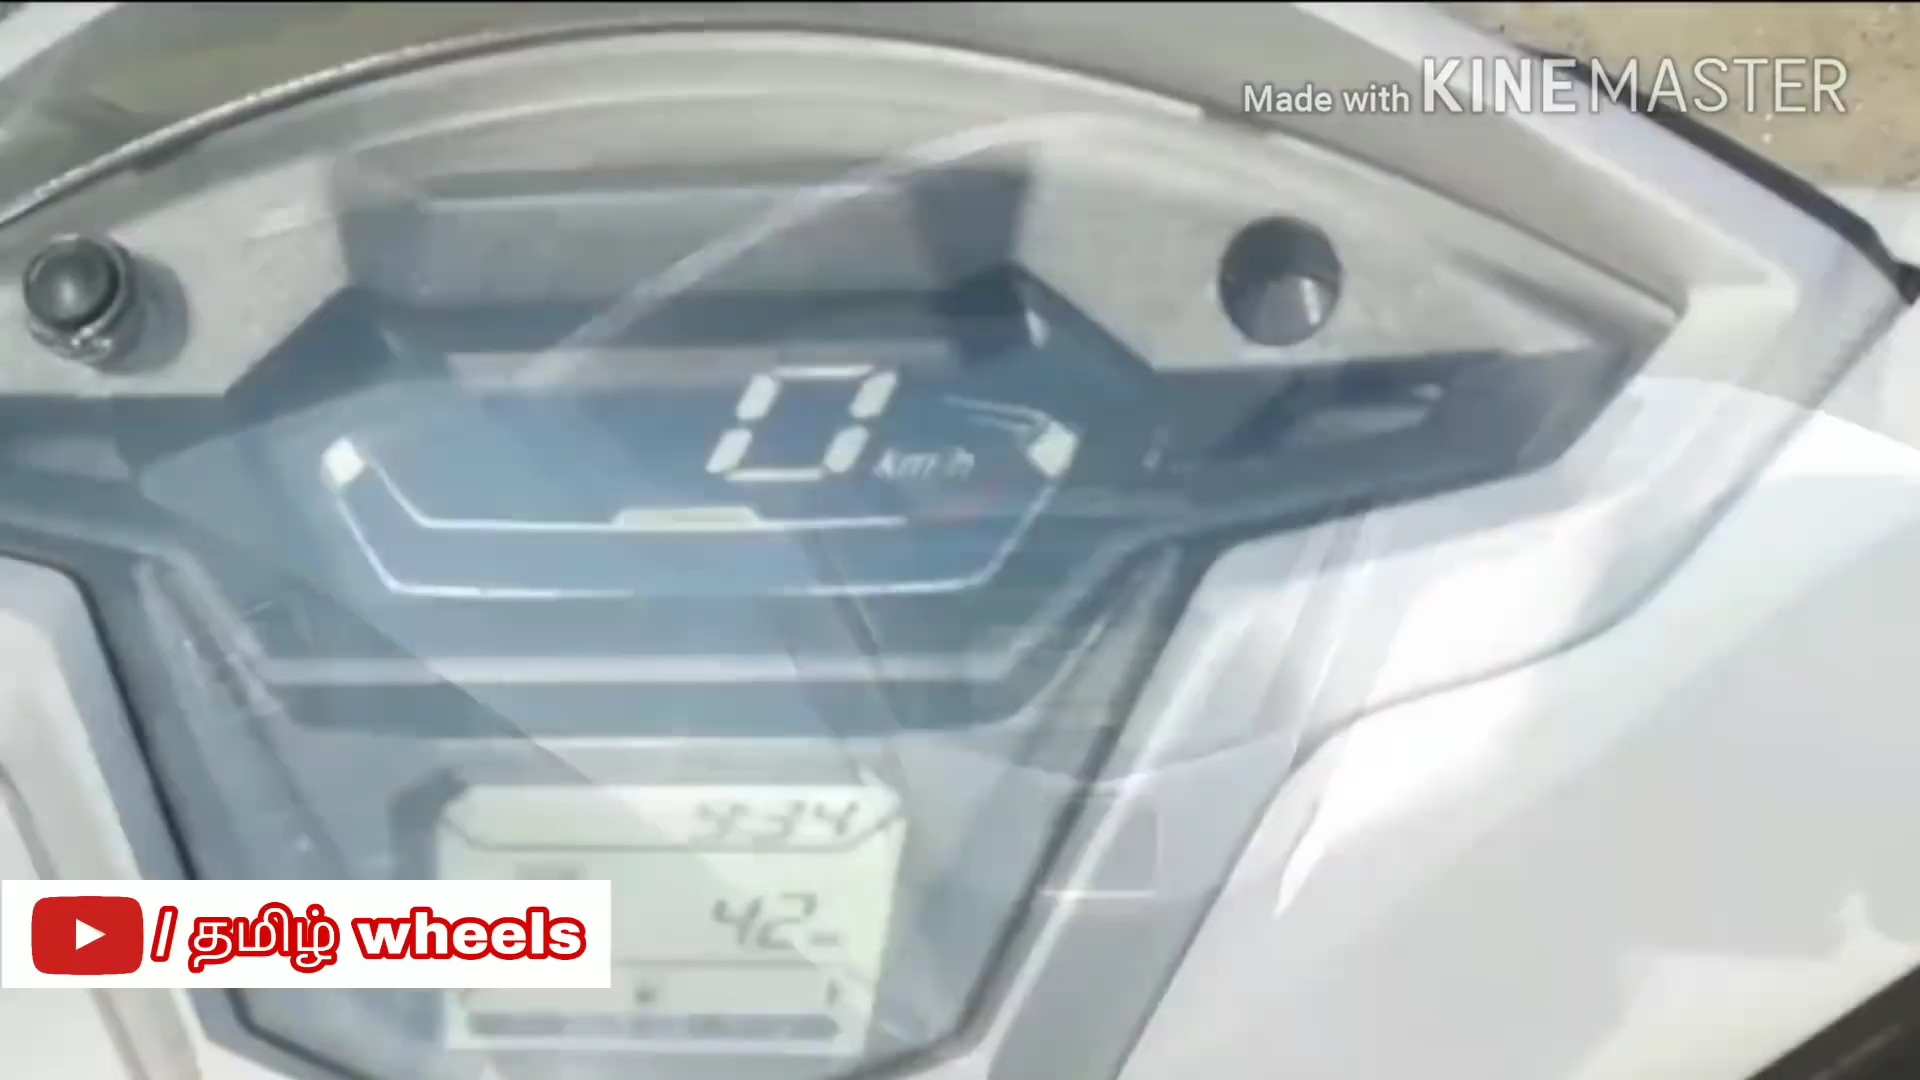 Made with KINEMASTER
0 km/h
9:34
42
/ தமிழ் wheels